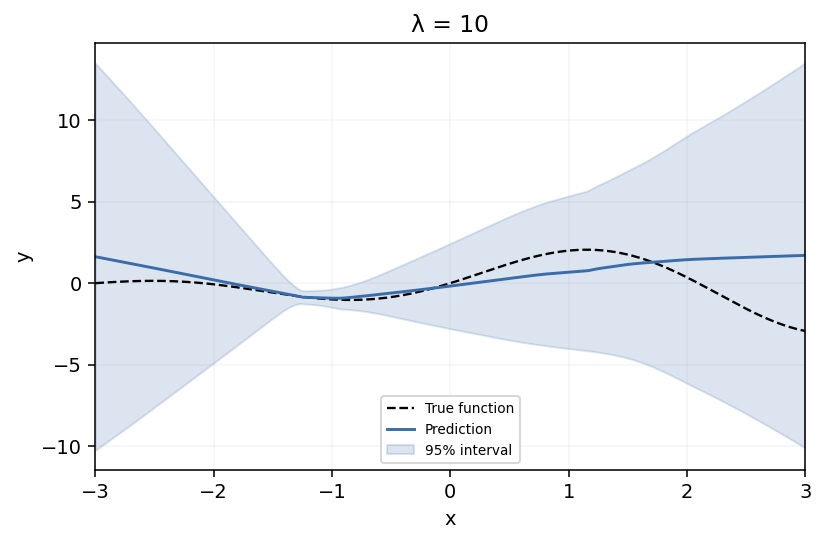 λ = 10
y
10
5
0
−5
−10
True function
Prediction
95% interval
−3 −2 −1 0 1 2 3
x